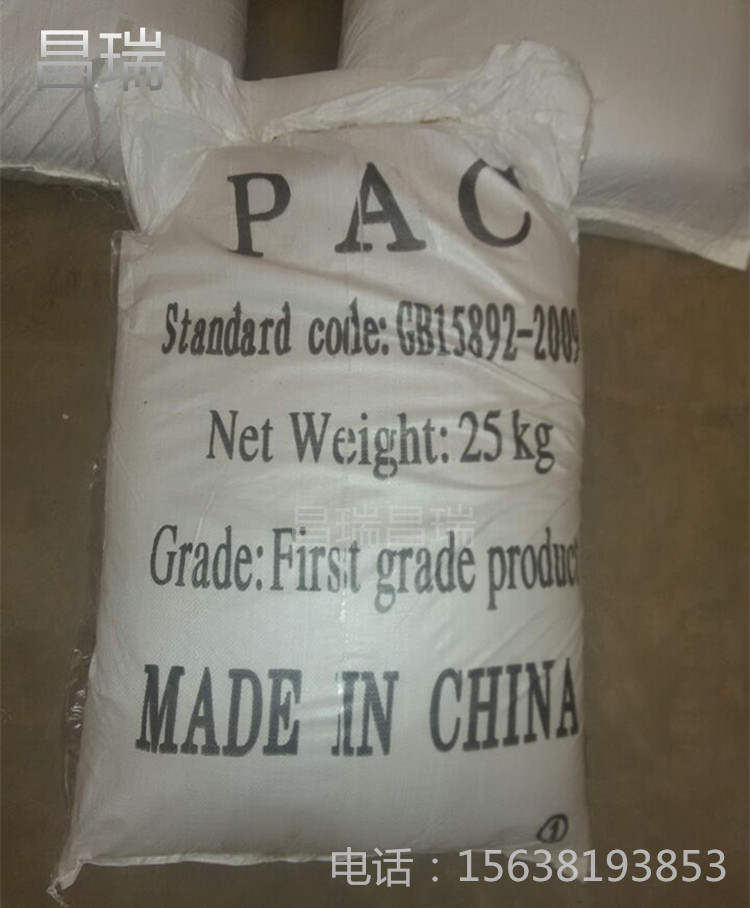 昌瑞
PAC
Standard code: GB15892-2009
Net Weight: 25 kg
昌瑞昌瑞
Grade: First grade product
MADE IN CHINA
1
电话：15638193853